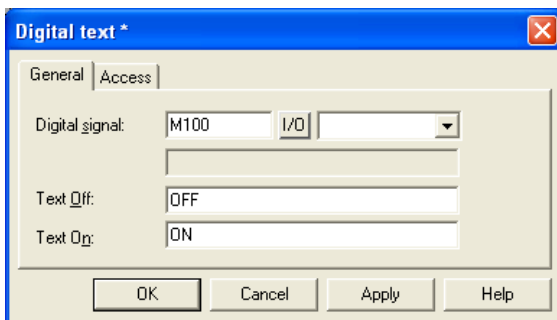 Digital text *
General Access
Digital signal: M100 I/O
Text Off: OFF
Text On: ON
OK Cancel Apply Help